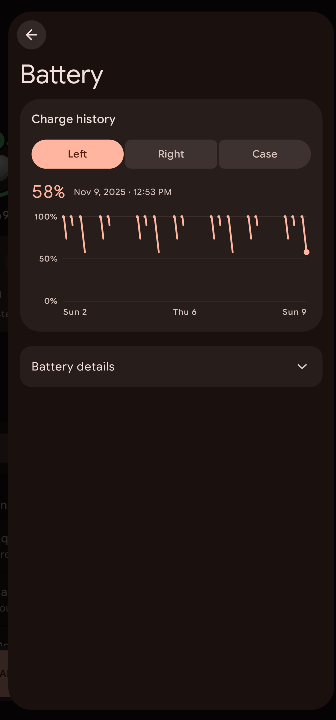 Battery
Charge history
Left Right Case
58% Nov 9, 2025 · 12:53 PM
100%
50%
0%
Sun 2 Thu 6 Sun 9
Battery details